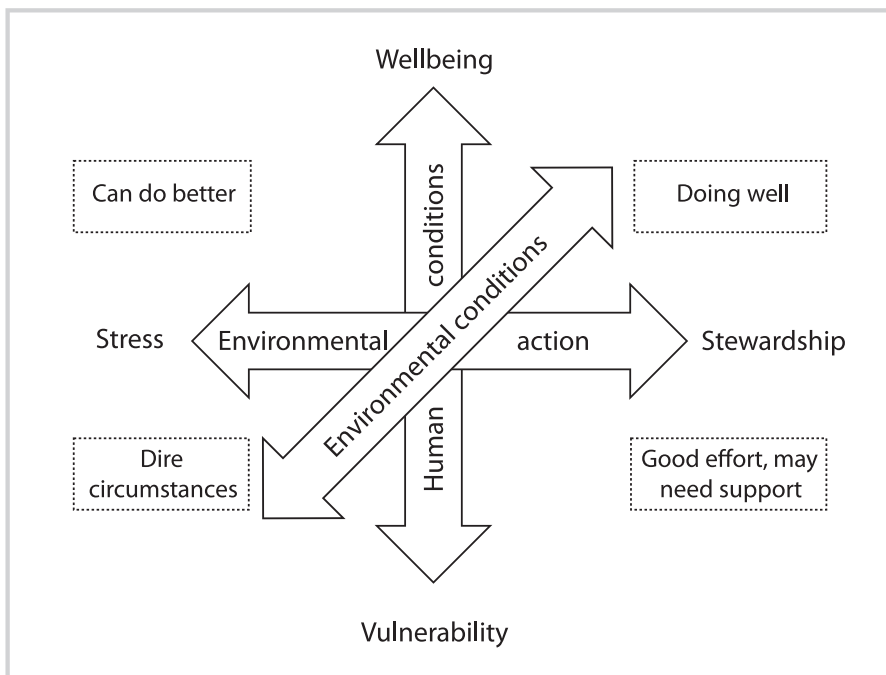 Wellbeing
Can do better
Doing well
Human conditions
Environmental conditions
Stress
Environmental action
Stewardship
Dire
circumstances
Good effort, may
need support
Vulnerability